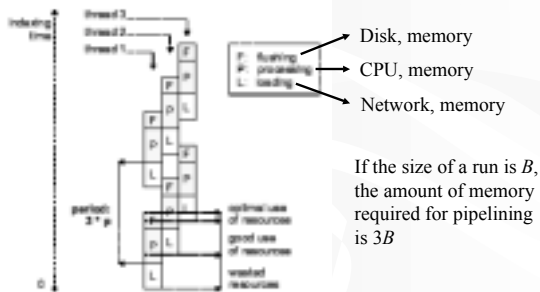 indexing
time
thread 3
thread 2
thread 1
F
F P
P L
F L
P F
L P
F L
P
L
F: flushing
P: processing
L: loading
Disk, memory
CPU, memory
Network, memory
If the size of a run is B,
the amount of memory
required for pipelining
is 3B
period:
3 * p
optimal use
of resources
good use
of resources
wasted
resources
0